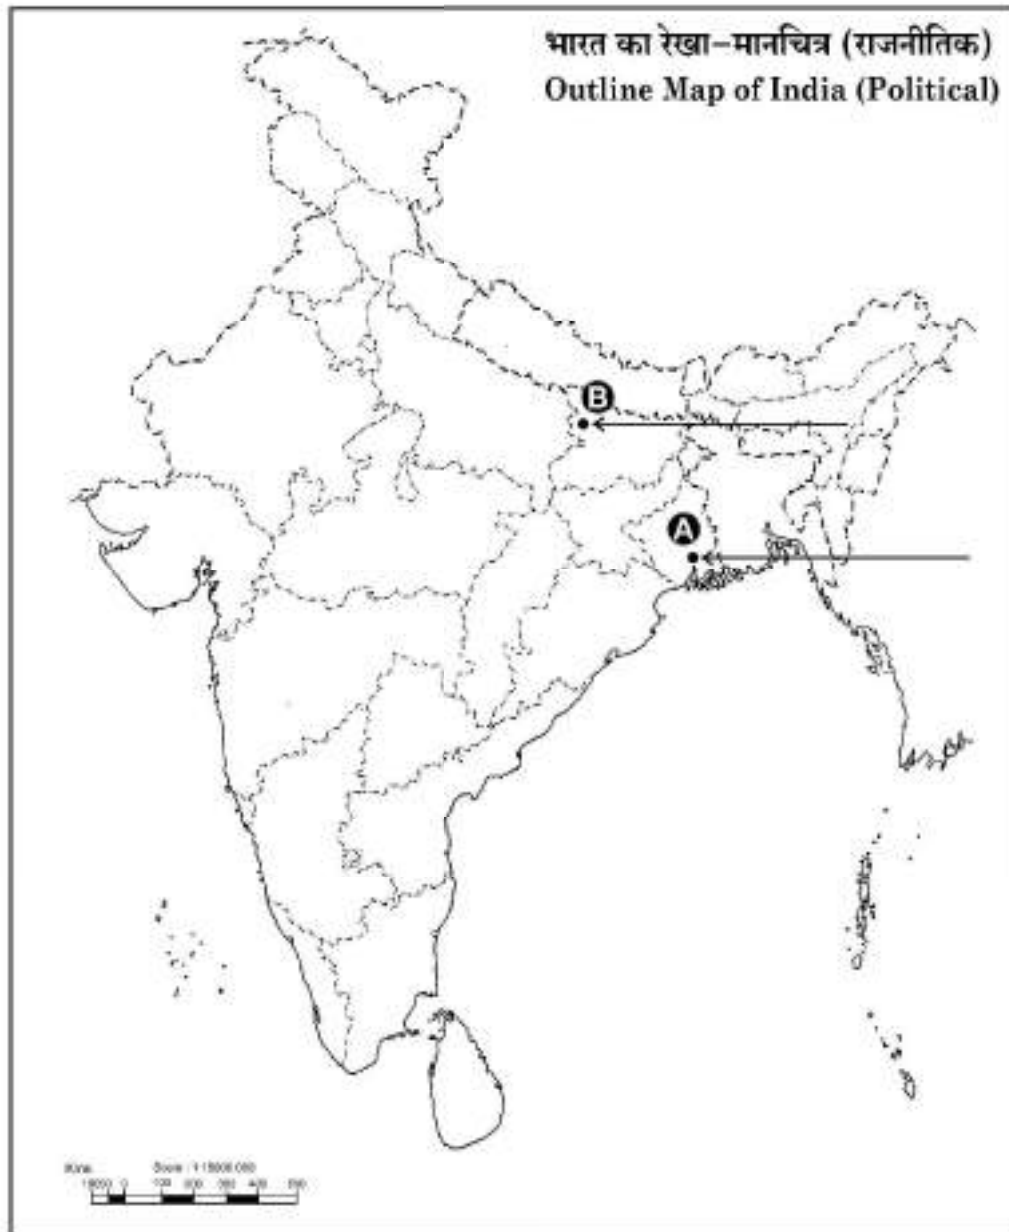 भारत का रेखा-मानचित्र (राजनीतिक)
Outline Map of India (Political)
B
A